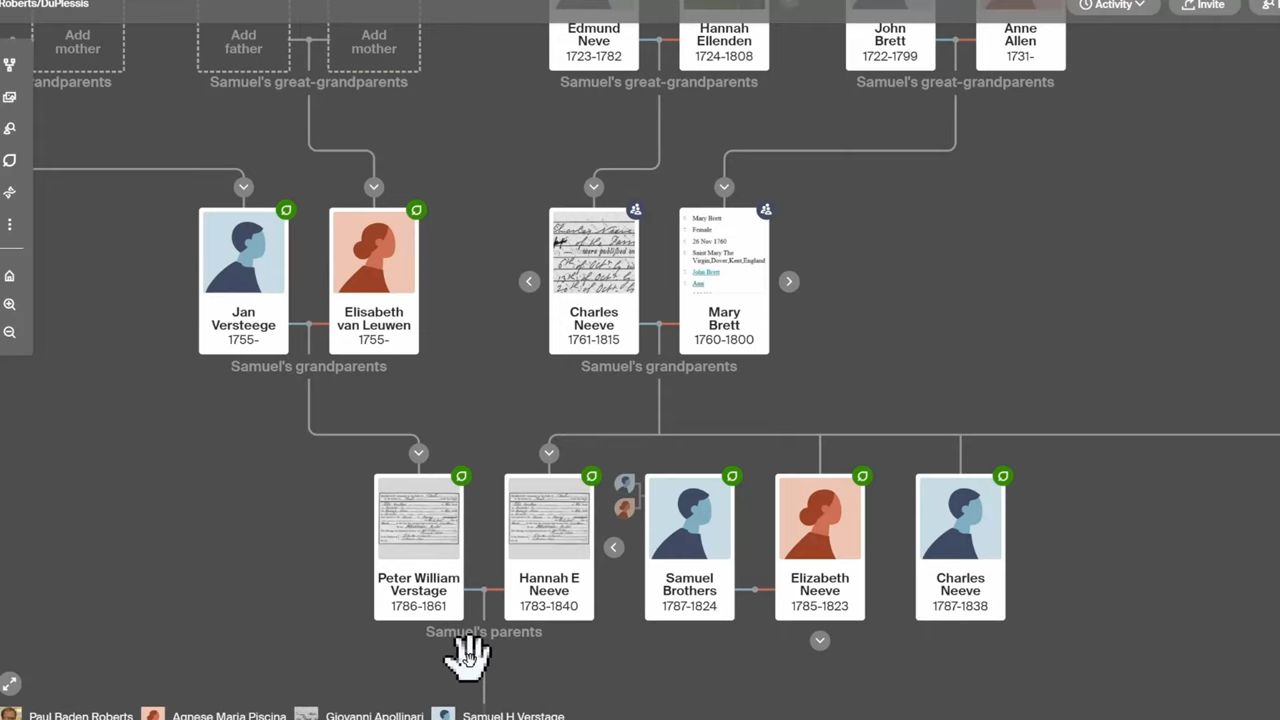 Roberts/DuPlessis
Activity
Invite
Add
mother
Add
father
Add
mother
Edmund
Neve
1723-1782
Hannah
Ellenden
1724-1808
John
Brett
1722-1799
Anne
Allen
1731-
andparents
Samuel's great-grandparents
Samuel's great-grandparents
Samuel's great-grandparents
Jan
Versteege
1755-
Elisabeth
van Leuwen
1755-
were published in
Charles
Neeve
1761-1815
Mary Brett
Female
26 Nov 1760
Saint Mary The
Virgin,Dover,Kent,England
John Brett
Ann
Mary
Brett
1760-1800
Samuel's grandparents
Samuel's grandparents
Peter William
Verstage
1786-1861
Hannah E
Neeve
1783-1840
Samuel
Brothers
1787-1824
Elizabeth
Neeve
1785-1823
Charles
Neeve
1787-1838
Samuel's parents
Paul Baden Roberts
Agnese Maria Piscina
Giovanni Apollinari
Samuel H Verstage